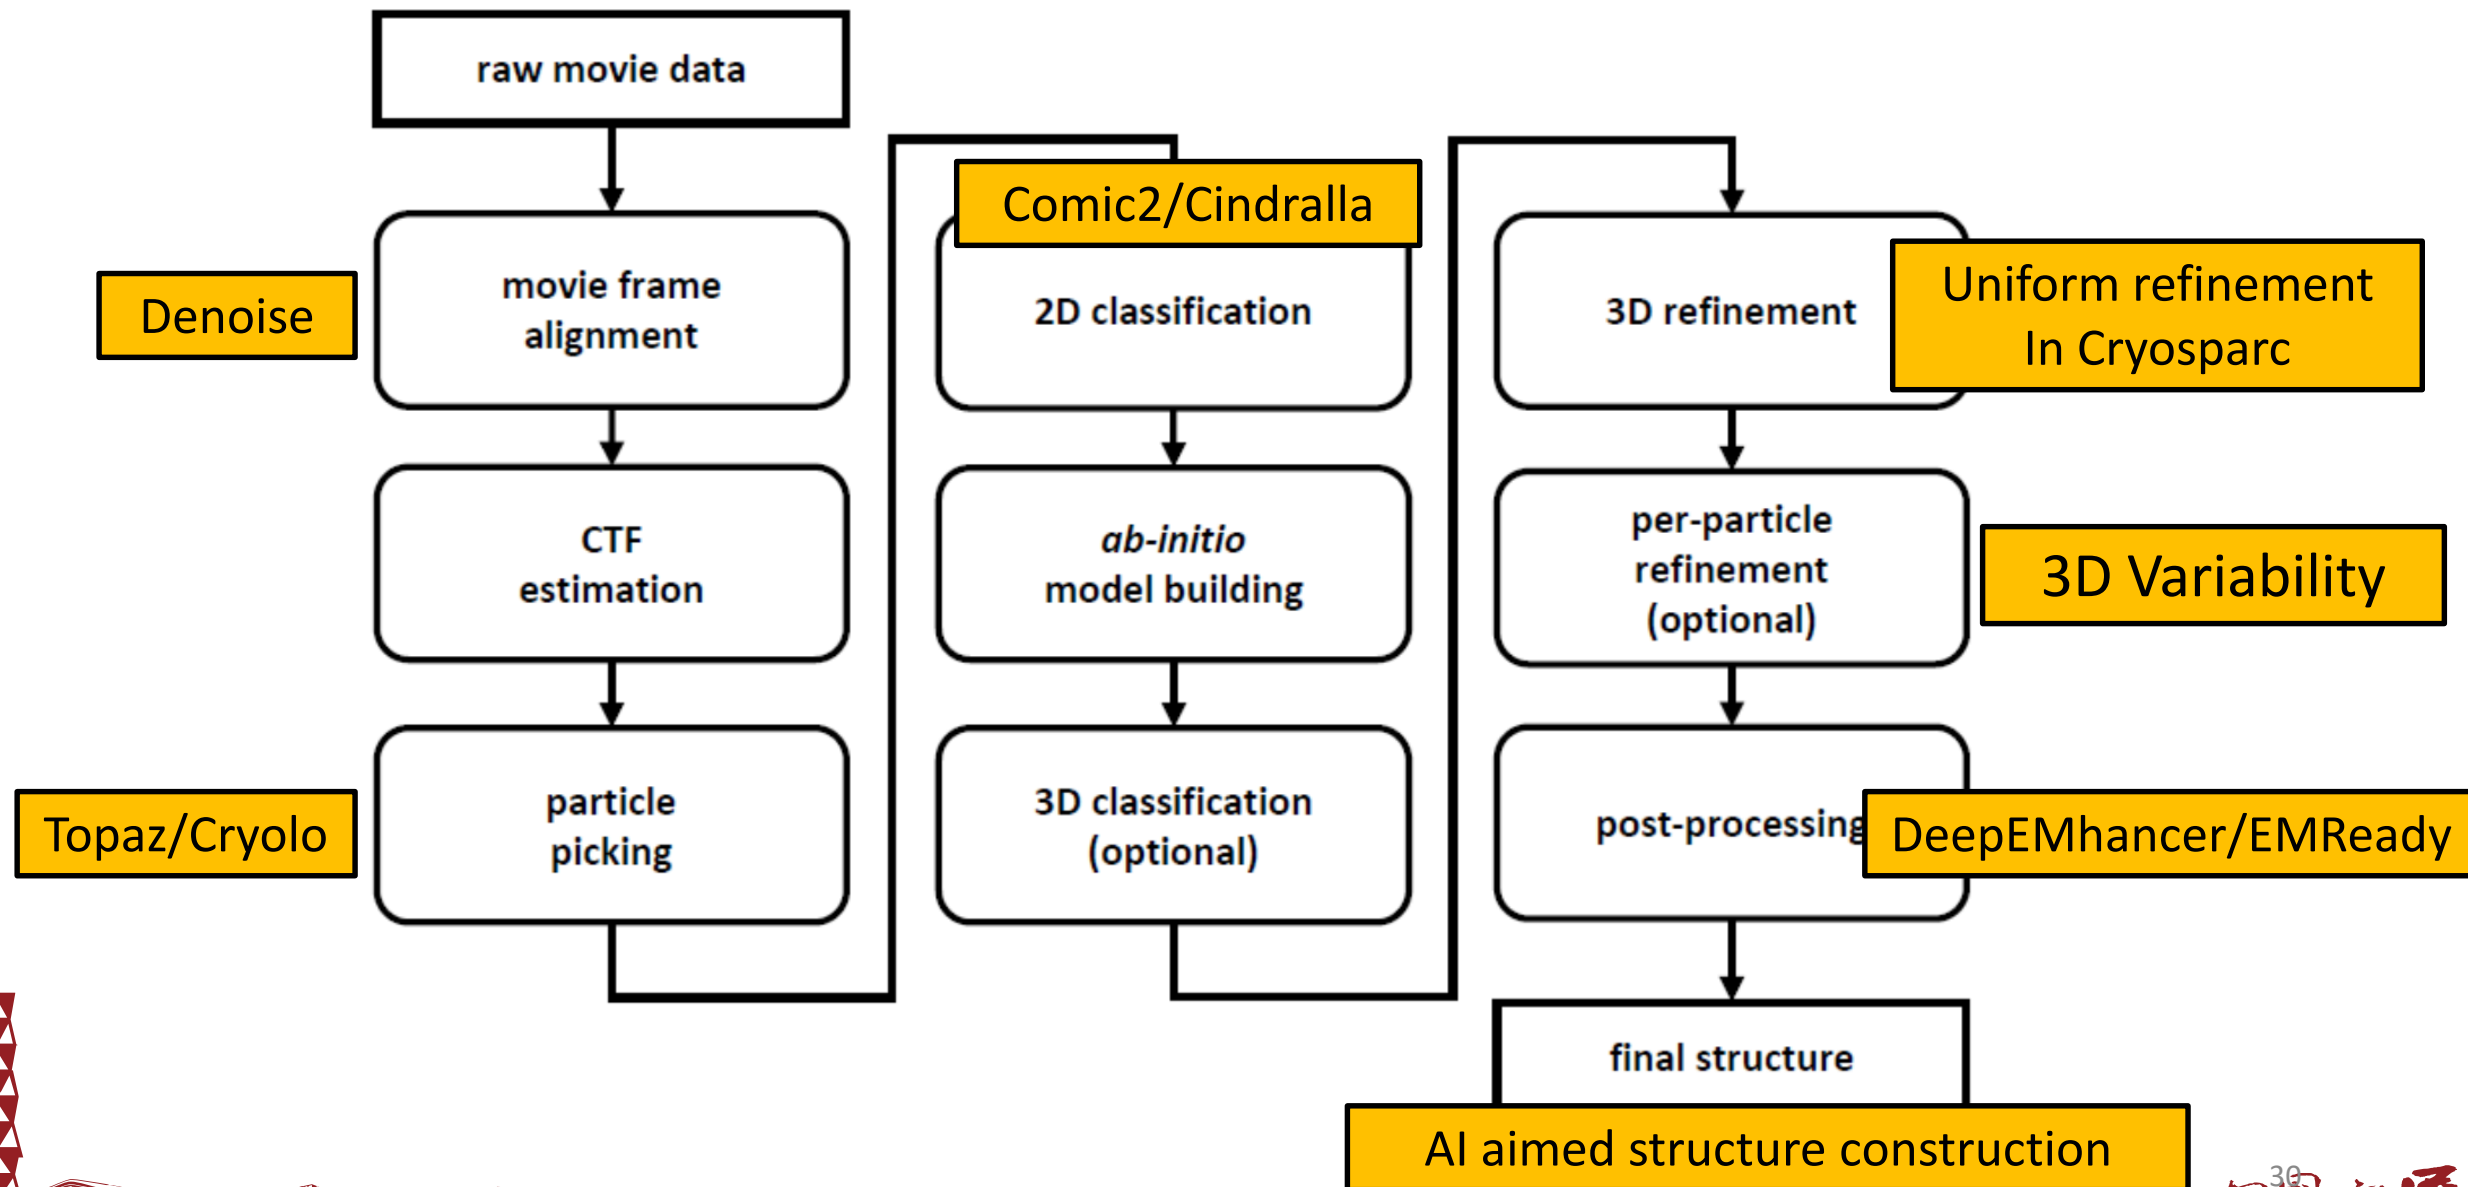 raw movie data
Denoise
movie frame
alignment
CTF
estimation
Topaz/Cryolo
particle
picking
Comic2/Cindralla
2D classification
ab-initio
model building
3D classification
(optional)
3D refinement
Uniform refinement
In Cryosparc
per-particle
refinement
(optional)
3D Variability
post-processing
DeepEMhancer/EMReady
final structure
AI aimed structure construction
30